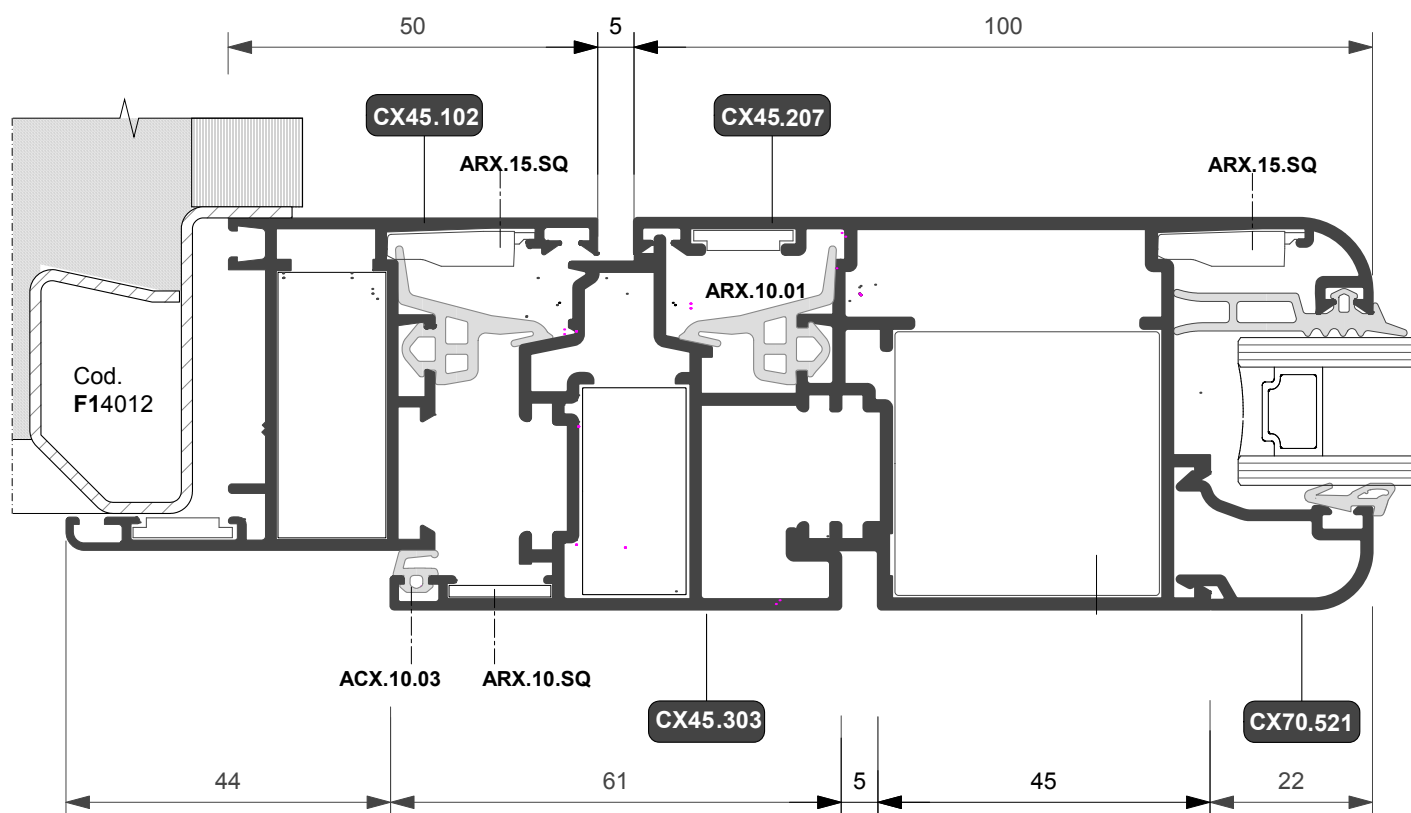 50
5
100
CX45.102
CX45.207
ARX.15.SQ
ARX.15.SQ
ARX.10.01
Cod.
F14012
ACX.10.03
ARX.10.SQ
CX45.303
CX70.521
44
61
5
45
22